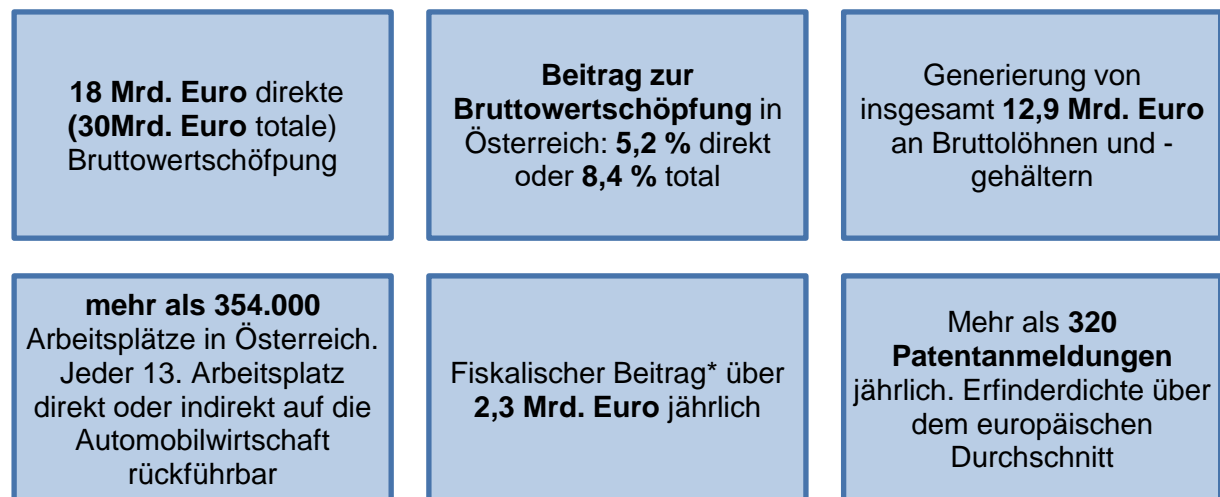 18 Mrd. Euro direkte
(30Mrd. Euro totale)
Bruttowertschöfpung
Beitrag zur
Bruttowertschöpfung in
Österreich: 5,2 % direkt
oder 8,4 % total
Generierung von
insgesamt 12,9 Mrd. Euro
an Bruttolöhnen und -
gehältern
mehr als 354.000
Arbeitsplätze in Österreich.
Jeder 13. Arbeitsplatz
direkt oder indirekt auf die
Automobilwirtschaft
rückführbar
Fiskalischer Beitrag* über
2,3 Mrd. Euro jährlich
Mehr als 320
Patentanmeldungen
jährlich. Erfinderdichte über
dem europäischen
Durchschnitt